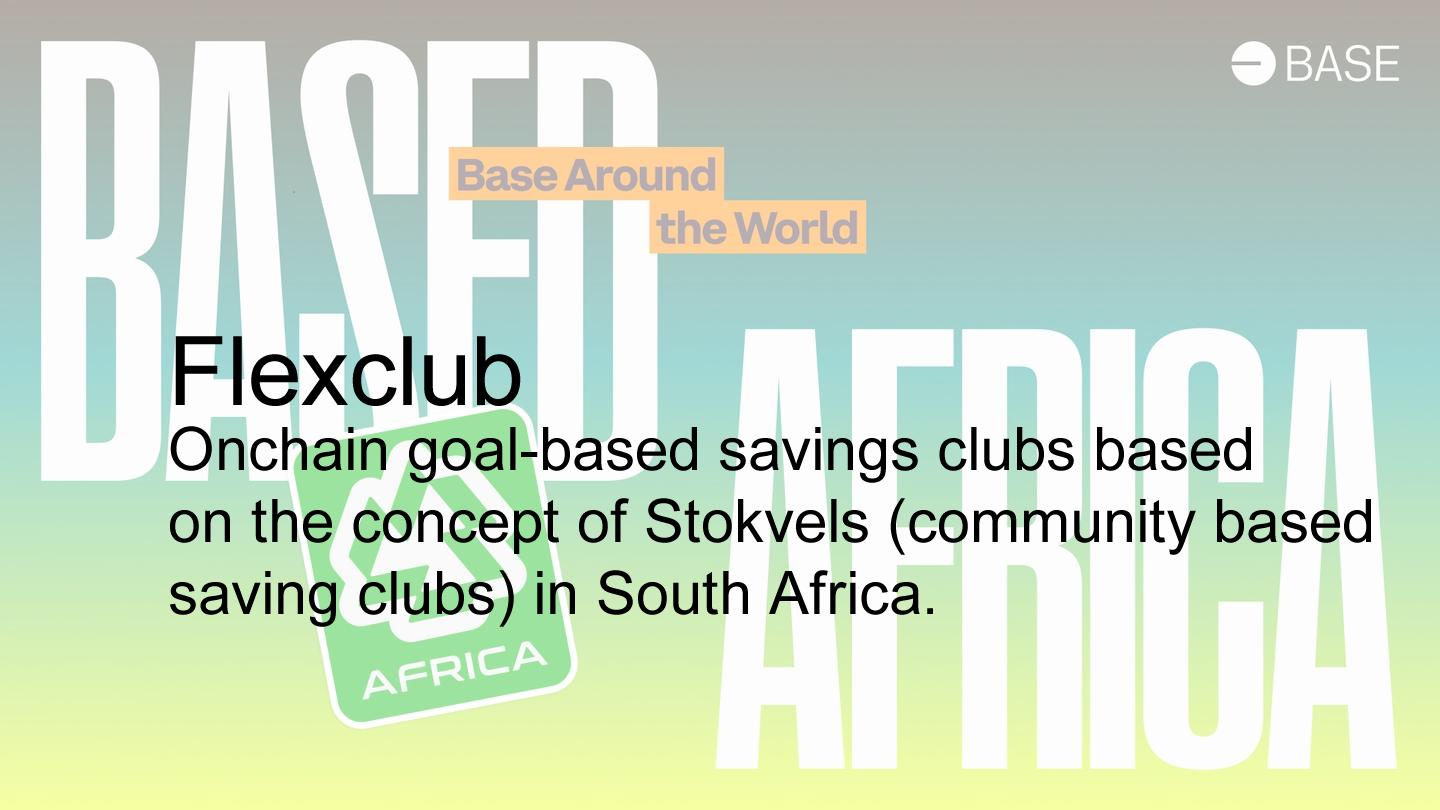 BASED
BASE
Base Around
the World
AFRICA
Flexclub
Onchain goal-based savings clubs based
on the concept of Stokvels (community based
saving clubs) in South Africa.
AFRICA